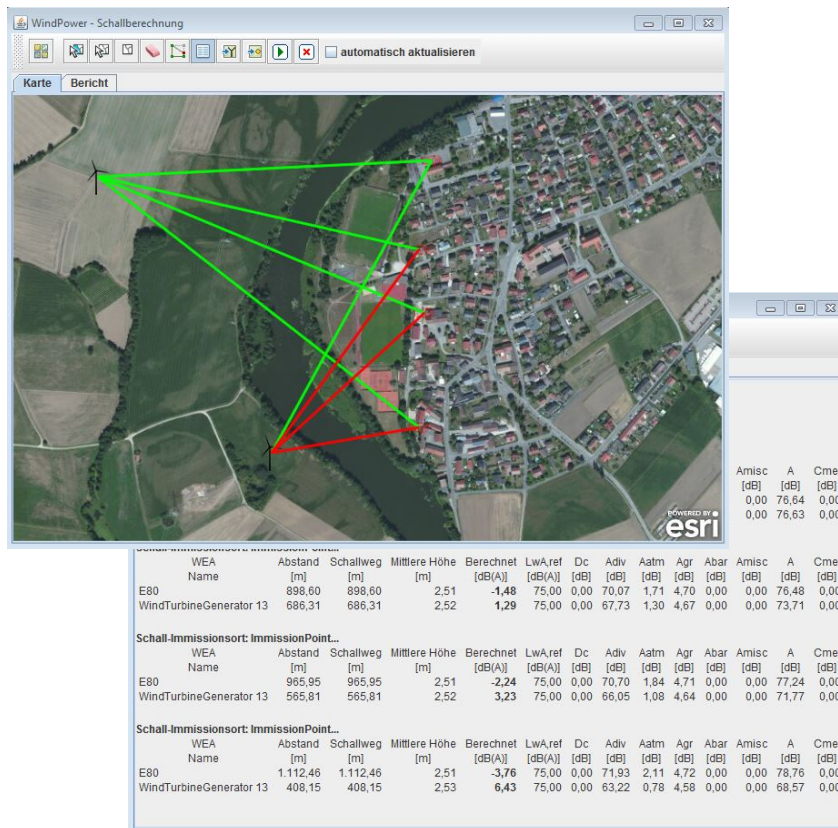 WindPower - Schallberechnung
automatisch aktualisieren
Karte Bericht
POWERED BY
esri
Amisc A Cme
[dB] [dB] [dB]
0,00 76,64 0,00
0,00 76,63 0,00
Schall-Immissionsort: ImmissionPoint...
WEA Abstand Schallweg Mittlere Höhe Berechnet LwA,ref Dc Adiv Aatm Agr Abar Amisc A Cme
Name [m] [m] [m] [dB(A)] [dB(A)] [dB] [dB] [dB] [dB] [dB] [dB] [dB] [dB]
E80 898,60 898,60 2,51 -1,48 75,00 0,00 70,07 1,71 4,70 0,00 0,00 76,48 0,00
WindTurbineGenerator 13 686,31 686,31 2,52 1,29 75,00 0,00 67,73 1,30 4,67 0,00 0,00 73,71 0,00
Schall-Immissionsort: ImmissionPoint...
WEA Abstand Schallweg Mittlere Höhe Berechnet LwA,ref Dc Adiv Aatm Agr Abar Amisc A Cme
Name [m] [m] [m] [dB(A)] [dB(A)] [dB] [dB] [dB] [dB] [dB] [dB] [dB] [dB]
E80 965,95 965,95 2,51 -2,24 75,00 0,00 70,70 1,84 4,71 0,00 0,00 77,24 0,00
WindTurbineGenerator 13 565,81 565,81 2,52 3,23 75,00 0,00 66,05 1,08 4,64 0,00 0,00 71,77 0,00
Schall-Immissionsort: ImmissionPoint...
WEA Abstand Schallweg Mittlere Höhe Berechnet LwA,ref Dc Adiv Aatm Agr Abar Amisc A Cme
Name [m] [m] [m] [dB(A)] [dB(A)] [dB] [dB] [dB] [dB] [dB] [dB] [dB] [dB]
E80 1.112,46 1.112,46 2,51 -3,76 75,00 0,00 71,93 2,11 4,72 0,00 0,00 78,76 0,00
WindTurbineGenerator 13 408,15 408,15 2,53 6,43 75,00 0,00 63,22 0,78 4,58 0,00 0,00 68,57 0,00